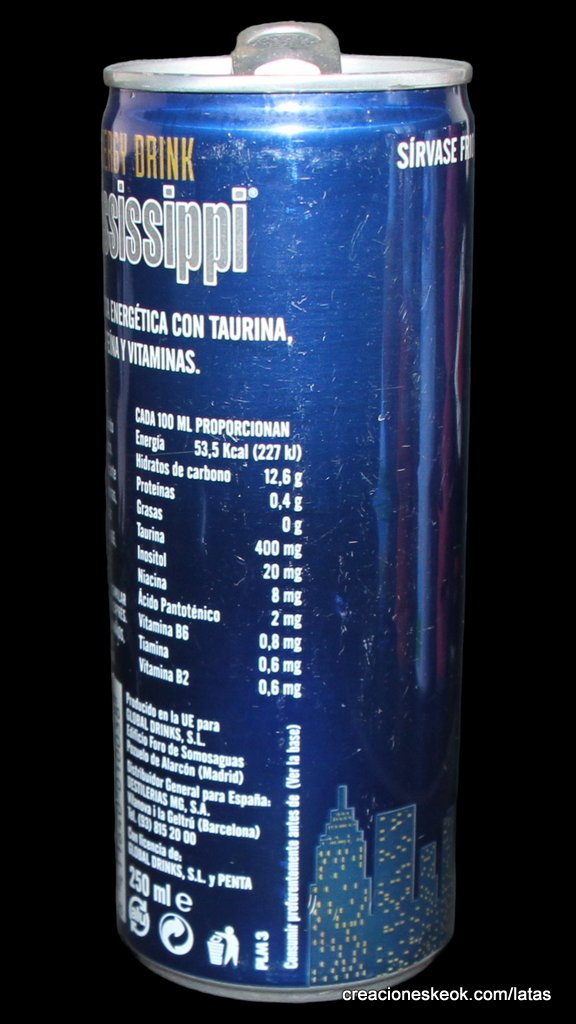 DRINK
SÍRVASE
ENERGÉTICA CON TAURINA,
Y VITAMINAS.
CADA 100 ML PROPORCIONAN
Energía 53,5 Kcal (227 kJ)
Hidratos de carbono 12,6 g
Proteínas 0,4 g
Grasas 0 g
Taurina 400 mg
Inositol 20 mg
Niacina 8 mg
Ácido Pantoténico 2 mg
Vitamina B6 0,8 mg
Tiamina 0,6 mg
Vitamina B2 0,6 mg
Producido en la UE para
GLOBAL DRINKS, S.L.
Edificio Foro de Somosaguas
Pozuelo de Alarcón (Madrid)
Distribuidor General para España:
DESTILERIAS MG, S.A.
Vilanova i la Geltrú (Barcelona)
Tel. (93) 815 20 00
Con licencia de:
GLOBAL DRINKS, S.L. y PENTA
250 ml e
alu
PLM 3
Consumir preferentemente antes de (Ver la base)
creacioneskeok.com/latas